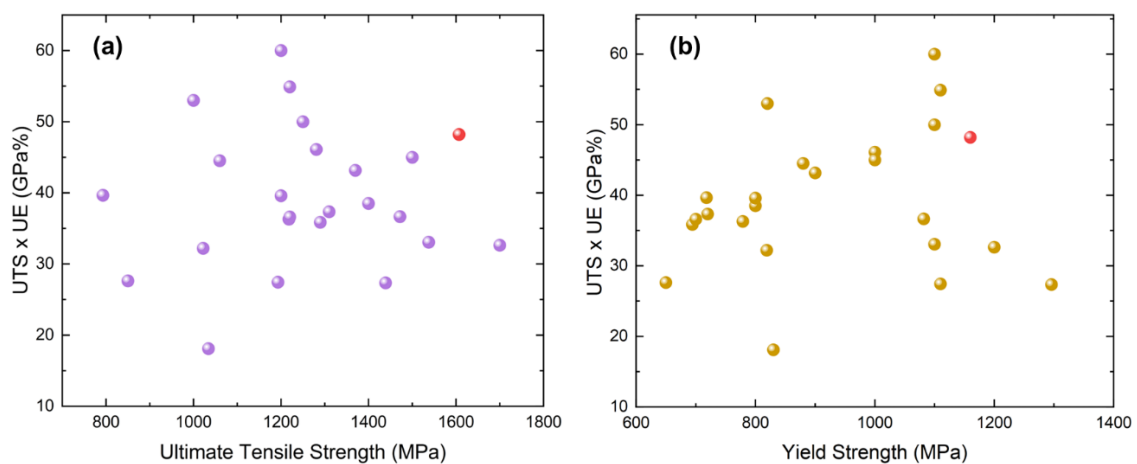 (a)
UTS x UE (GPa%)
60
50
40
30
20
10
800 1000 1200 1400 1600 1800
Ultimate Tensile Strength (MPa)
(b)
UTS x UE (GPa%)
60
50
40
30
20
10
600 800 1000 1200 1400
Yield Strength (MPa)